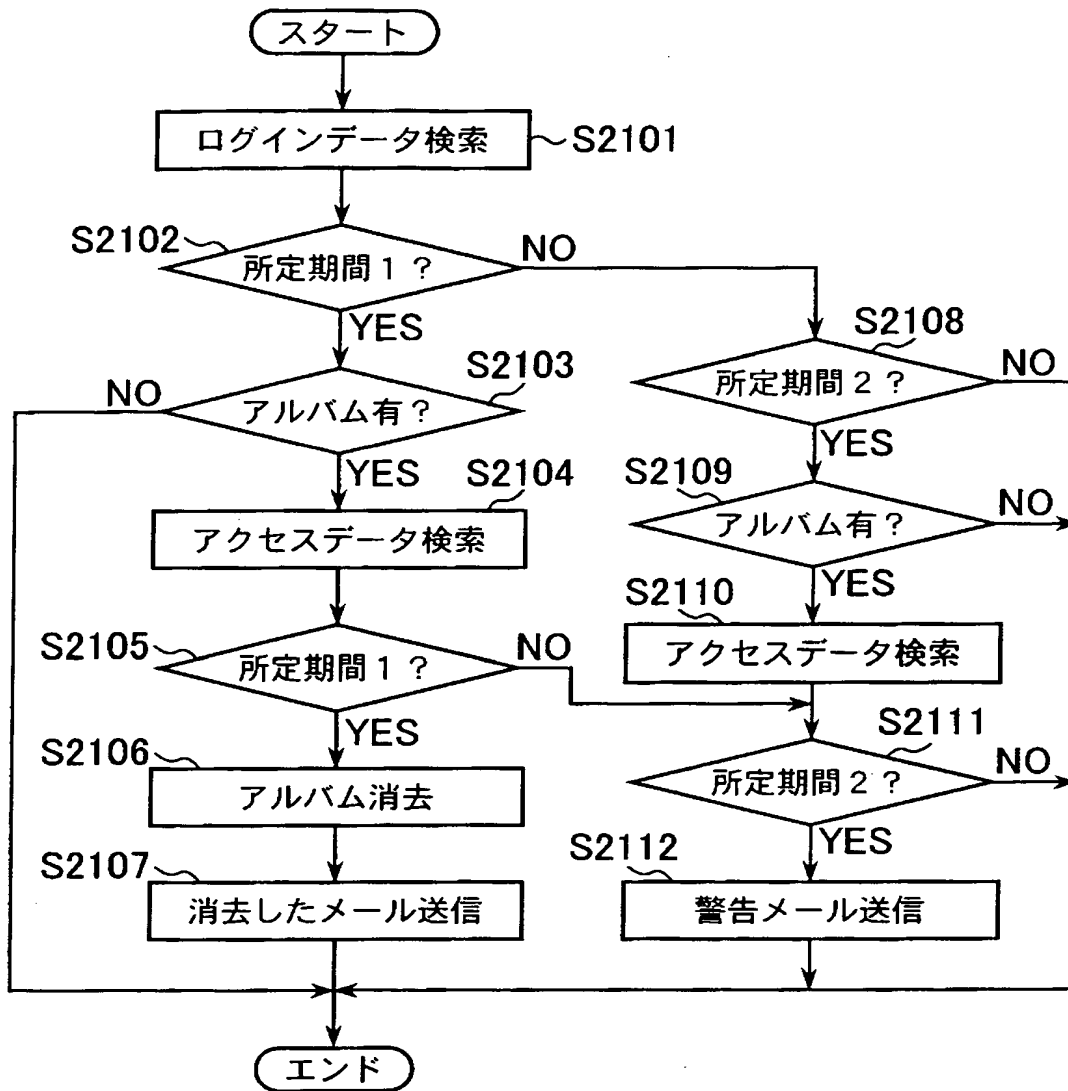 スタート
ログインデータ検索
S2101
S2102
所定期間1?
NO
YES
S2103
NO
アルバム有?
YES
S2104
アクセスデータ検索
S2105
所定期間1?
NO
YES
S2106
アルバム消去
S2107
消去したメール送信
S2108
所定期間2?
NO
YES
S2109
アルバム有?
NO
YES
S2110
アクセスデータ検索
S2111
所定期間2?
NO
YES
S2112
警告メール送信
エンド